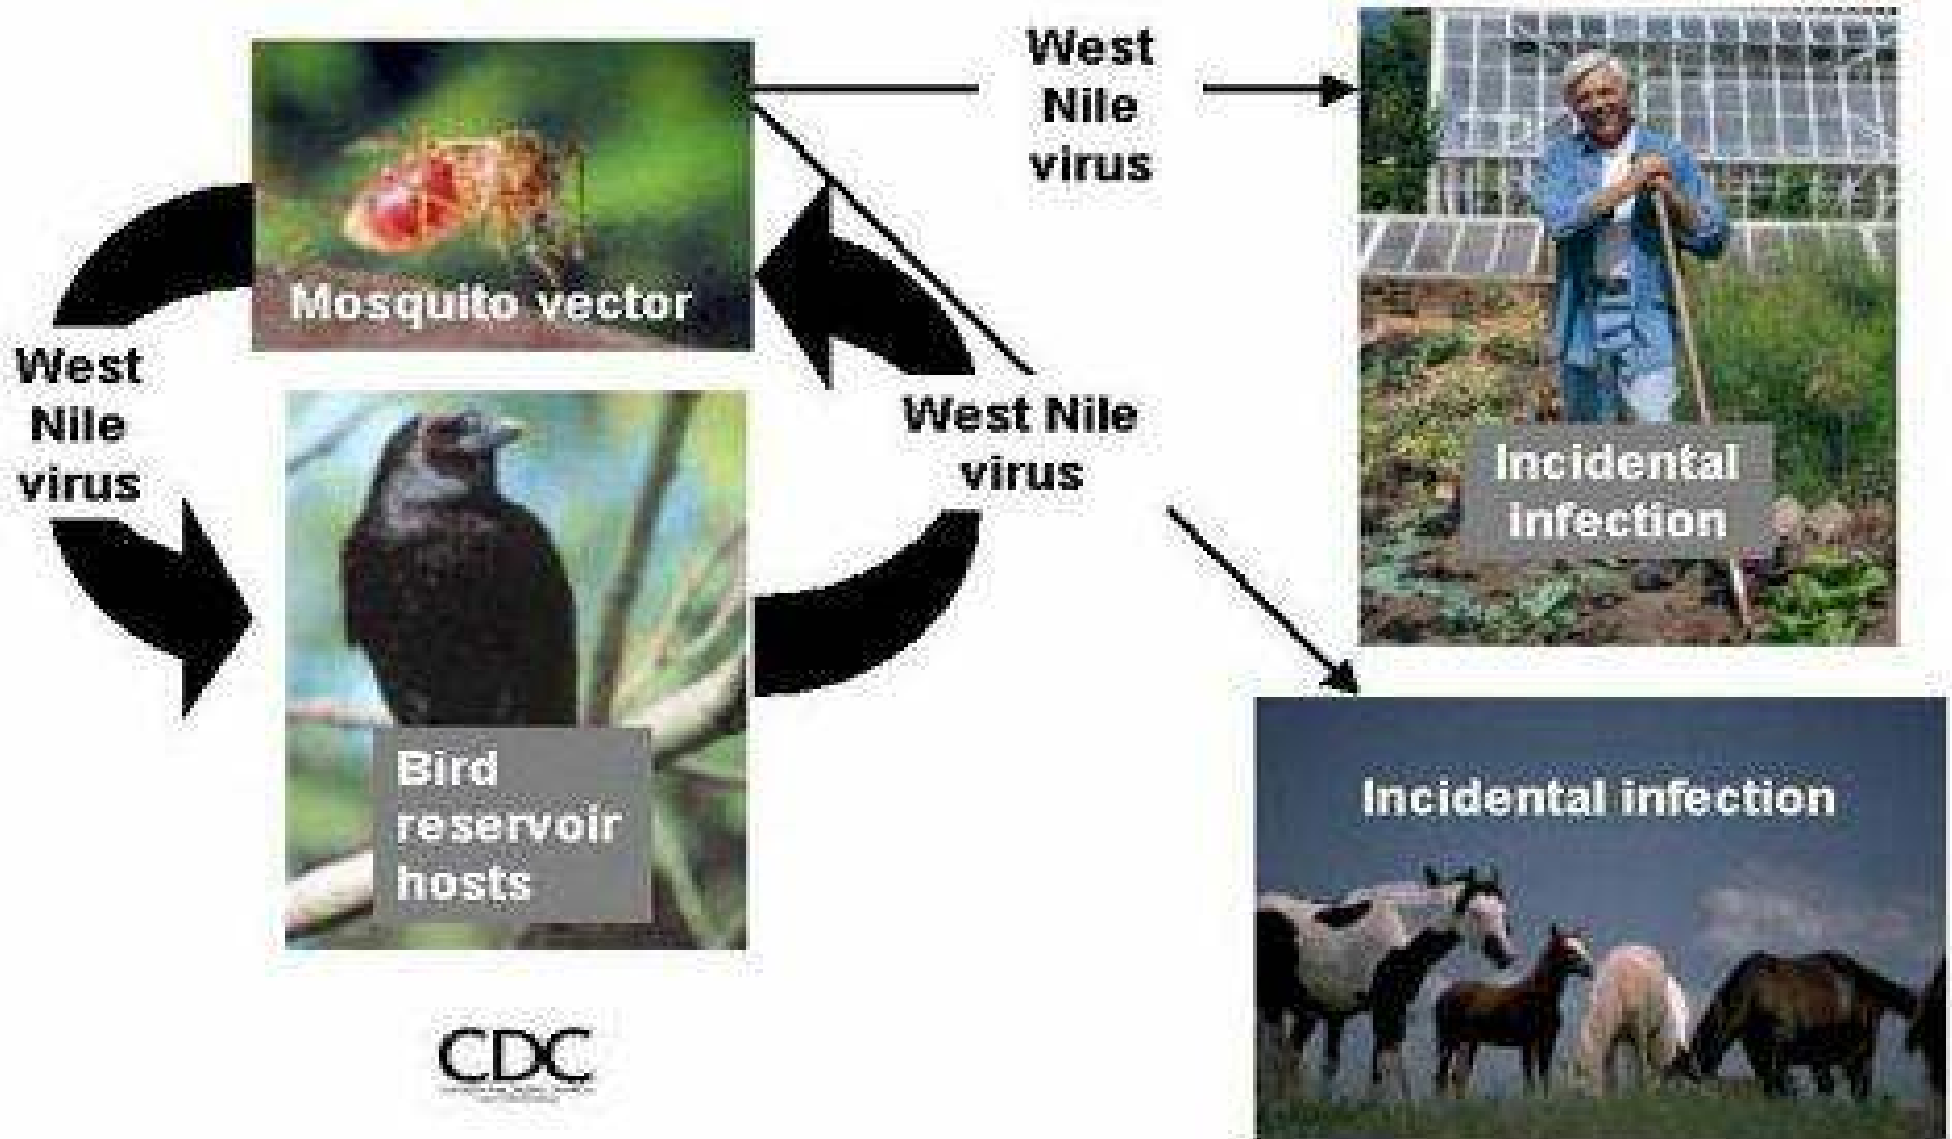 West
Nile
virus
Mosquito vector
West
Nile
virus
West Nile
virus
Incidental
infection
Bird
reservoir
hosts
Incidental infection
CDC